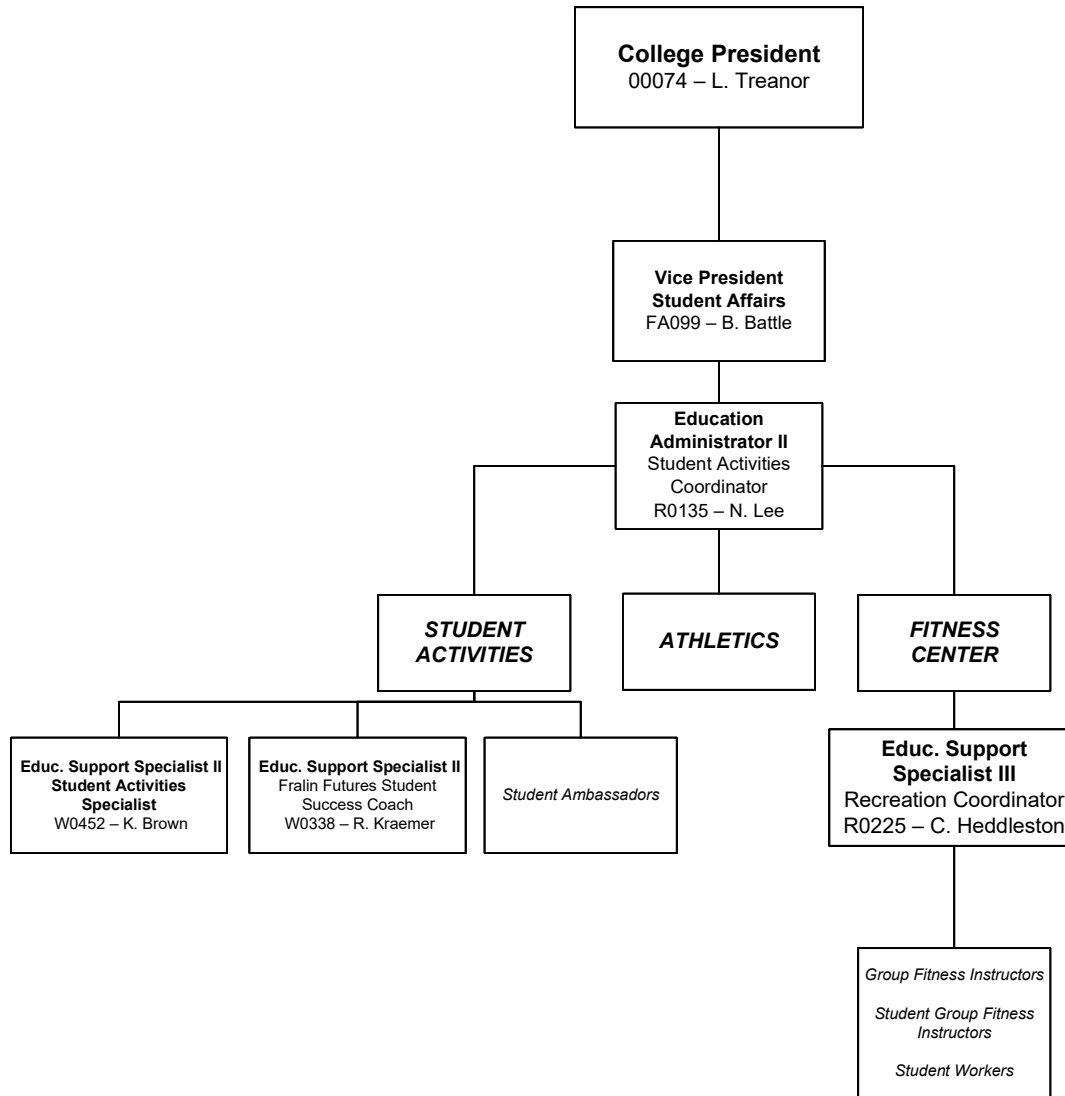 College President
00074 – L. Treanor
Vice President
Student Affairs
FA099 – B. Battle
Education
Administrator II
Student Activities
Coordinator
R0135 – N. Lee
STUDENT
ACTIVITIES
ATHLETICS
FITNESS
CENTER
Educ. Support Specialist II
Student Activities
Specialist
W0452 – K. Brown
Educ. Support Specialist II
Fralin Futures Student
Success Coach
W0338 – R. Kraemer
Student Ambassadors
Educ. Support
Specialist III
Recreation Coordinator
R0225 – C. Heddleston
Group Fitness Instructors
Student Group Fitness
Instructors
Student Workers